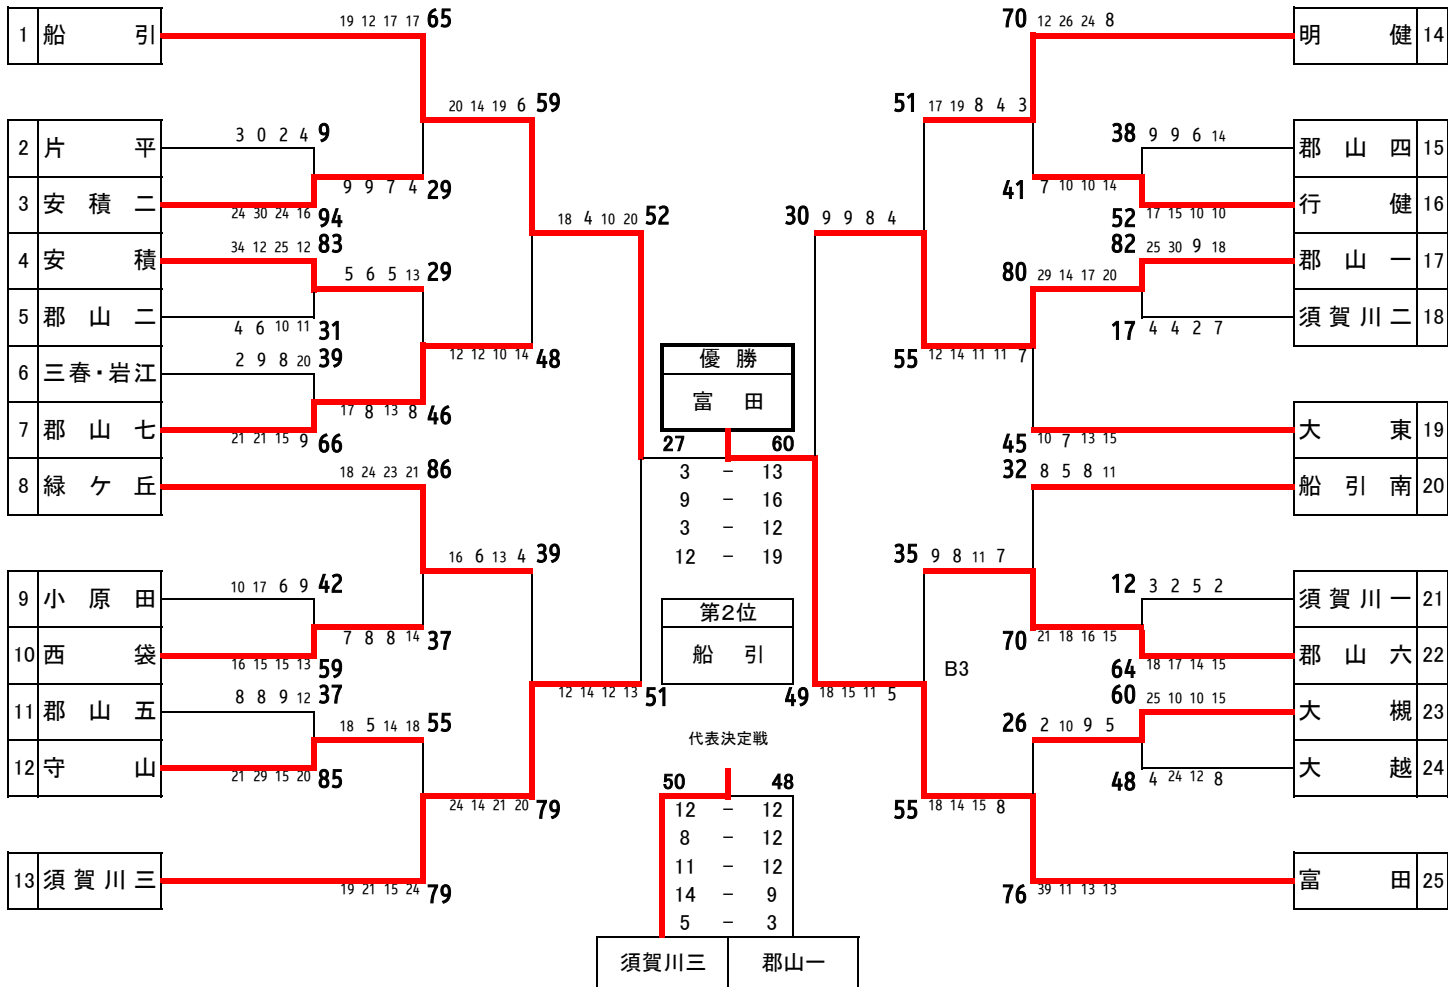 19 12 17 17 65
1 船引
20 14 19 6 59
3 0 2 4 9
2 片平
9 9 7 4 29
3 安積二
24 30 24 16 94
18 4 10 20 52
34 12 25 12 83
4 安積
5 6 5 13 29
5 郡山二
4 6 10 11 31
12 12 10 14 48
2 9 8 20 39
6 三春・岩江
17 8 13 8 46
7 郡山七
21 21 15 9 66
18 24 23 21 86
8 緑ケ丘
16 6 13 4 39
10 17 6 9 42
9 小原田
7 8 8 14 37
10 西袋
16 15 15 13 59
12 14 12 13 51
8 8 9 12 37
11 郡山五
18 5 14 18 55
12 守山
21 29 15 20 85
24 14 21 20 79
13 須賀川三
19 21 15 24 79
優勝
富田
27 60
3 - 13
9 - 16
3 - 12
12 - 19
第2位
船引
代表決定戦
50 48
12 - 12
8 - 12
11 - 12
14 - 9
5 - 3
須賀川三 郡山一
70 12 26 24 8
明健 14
51 17 19 8 4 3
38 9 9 6 14
郡山四 15
41 7 10 10 14
行健 16
52 17 15 10 10
30 9 9 8 4
82 25 30 9 18
郡山一 17
80 29 14 17 20
須賀川二 18
17 4 4 2 7
55 12 14 11 11 7
大東 19
45 10 7 13 15
32 8 5 8 11
船引南 20
35 9 8 11 7
12 3 2 5 2
須賀川一 21
70 21 18 16 15
郡山六 22
64 18 17 14 15
B3
49 18 15 11 5
60 25 10 10 15
大槻 23
26 2 10 9 5
大越 24
48 4 24 12 8
55 18 14 15 8
富田 25
76 39 11 13 13